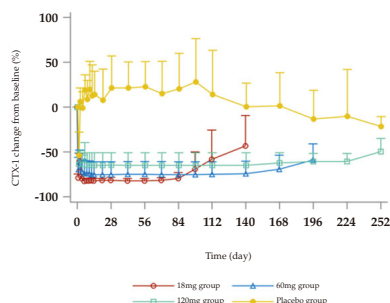 CTX-1 change from baseline (%)
100
50
0
-50
-100
0 28 56 84 112 140 168 196 224 252
Time (day)
18mg group 60mg group
120mg group Placebo group